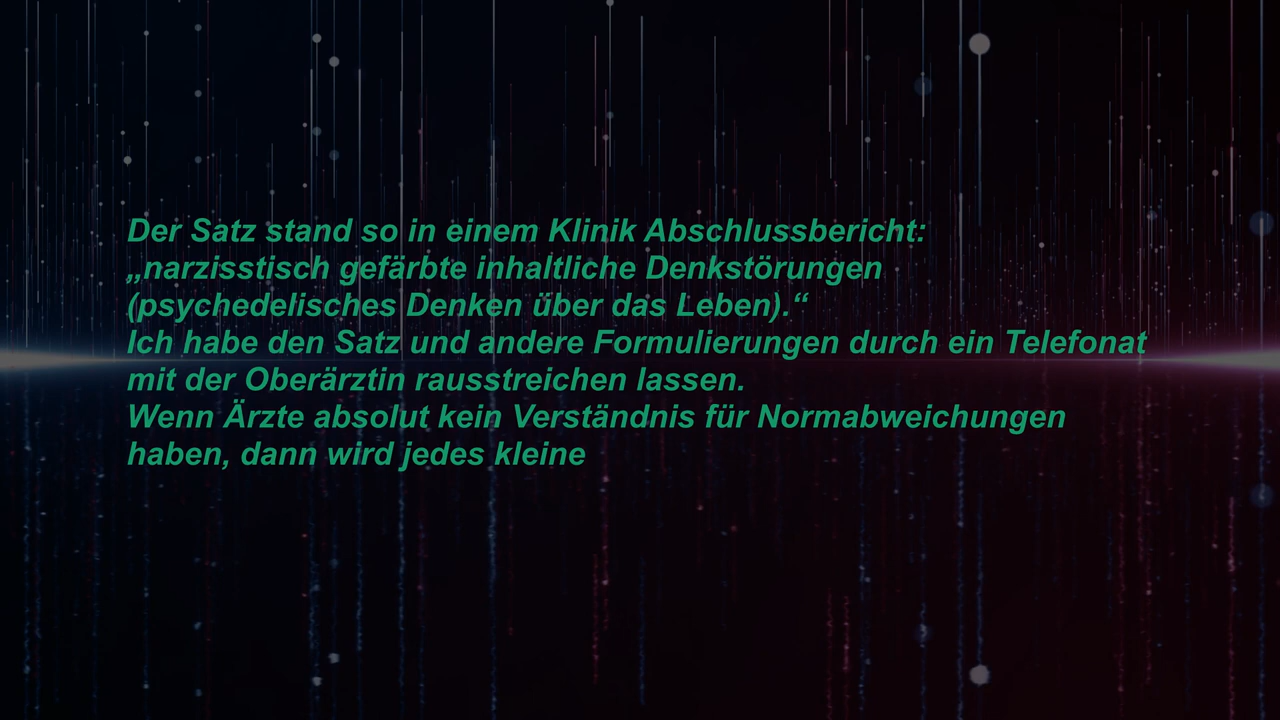 Der Satz stand so in einem Klinik Abschlussbericht:
„narzisstisch gefärbte inhaltliche Denkstörungen
(psychedelisches Denken über das Leben).“
Ich habe den Satz und andere Formulierungen durch ein Telefonat
mit der Oberärztin rausstreichen lassen.
Wenn Ärzte absolut kein Verständnis für Normabweichungen
haben, dann wird jedes kleine